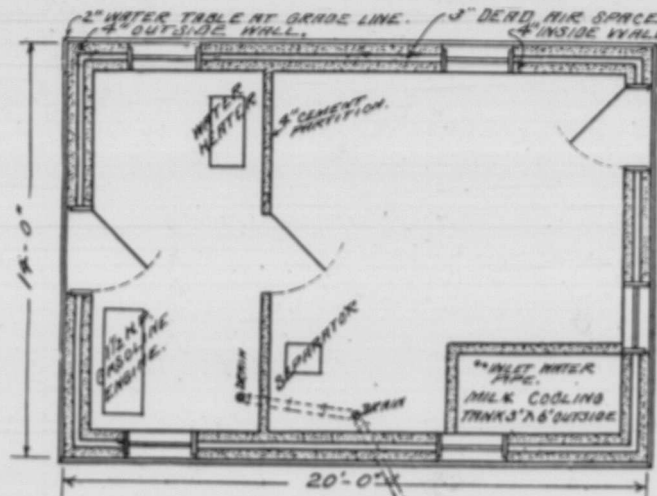 2" WATER TABLE AT GRADE LINE.
4" OUTSIDE WALL.
3" DEAD AIR SPACE
4" INSIDE WALL
WATER
HEATER
4" CEMENT
PARTITION.
14'-0"
1½ H.P.
GASOLINE
ENGINE.
SEPARATOR
DRAIN
DRAIN
INLET WATER
PIPE.
MILK COOLING
TANK 3' X 6' OUTSIDE
20'-0"